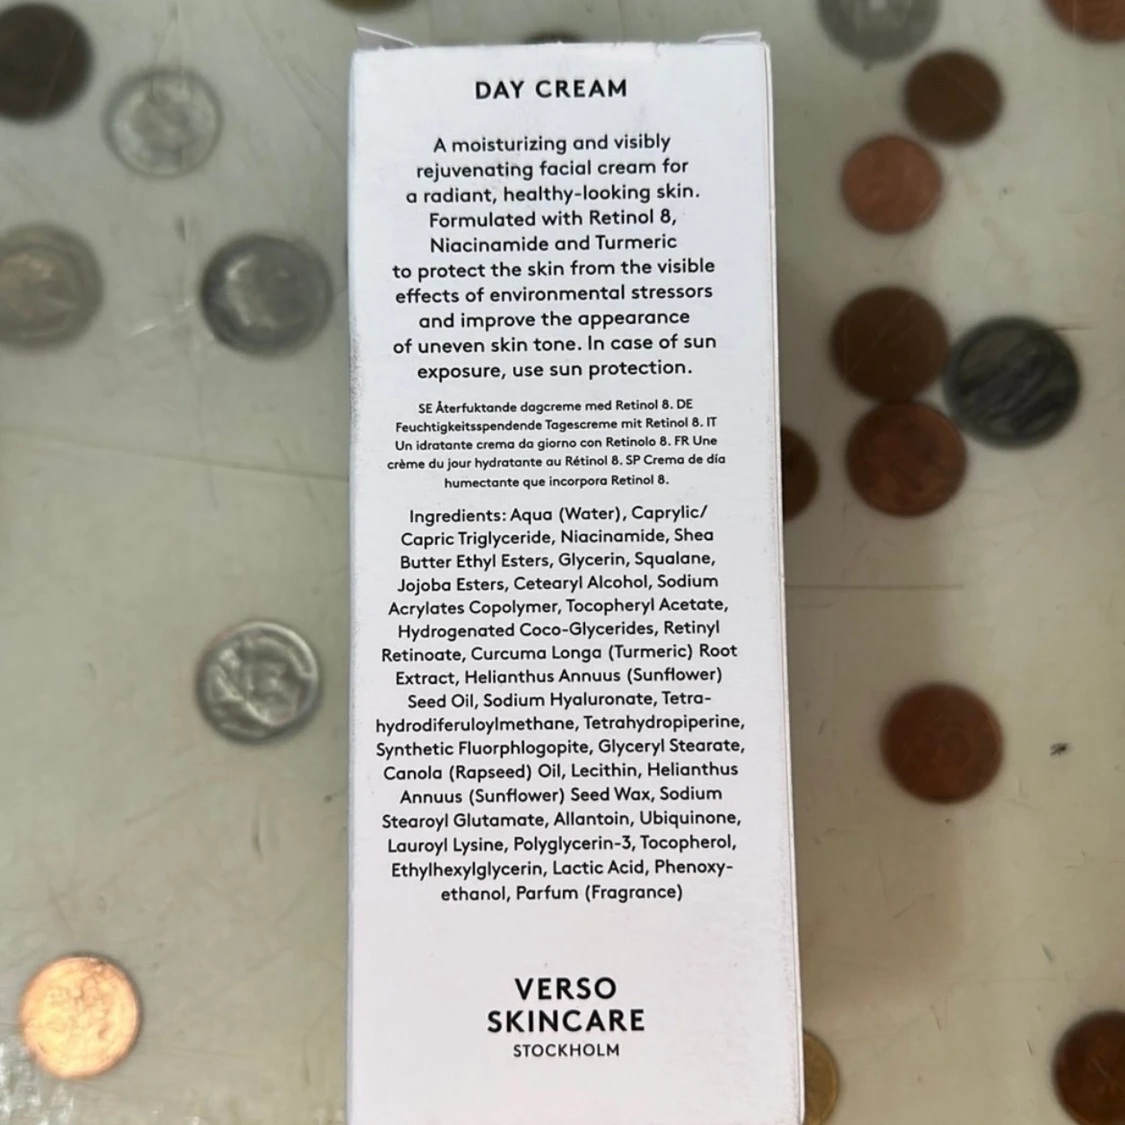 DAY CREAM
A moisturizing and visibly
rejuvenating facial cream for
a radiant, healthy-looking skin.
Formulated with Retinol 8,
Niacinamide and Turmeric
to protect the skin from the visible
effects of environmental stressors
and improve the appearance
of uneven skin tone. In case of sun
exposure, use sun protection.
SE Återfuktande dagcreme med Retinol 8. DE
Feuchtigkeitsspendende Tagescreme mit Retinol 8. IT
Un idratante crema da giorno con Retinolo 8. FR Une
crème du jour hydratante au Rétinol 8. SP Crema de día
humectante que incorpora Retinol 8.
Ingredients: Aqua (Water), Caprylic/
Capric Triglyceride, Niacinamide, Shea
Butter Ethyl Esters, Glycerin, Squalane,
Jojoba Esters, Cetearyl Alcohol, Sodium
Acrylates Copolymer, Tocopheryl Acetate,
Hydrogenated Coco-Glycerides, Retinyl
Retinoate, Curcuma Longa (Turmeric) Root
Extract, Helianthus Annuus (Sunflower)
Seed Oil, Sodium Hyaluronate, Tetra-
hydrodiferuloylmethane, Tetrahydropiperine,
Synthetic Fluorphlogopite, Glyceryl Stearate,
Canola (Rapseed) Oil, Lecithin, Helianthus
Annuus (Sunflower) Seed Wax, Sodium
Stearoyl Glutamate, Allantoin, Ubiquinone,
Lauroyl Lysine, Polyglycerin-3, Tocopherol,
Ethylhexylglycerin, Lactic Acid, Phenoxy-
ethanol, Parfum (Fragrance)
VERSO
SKINCARE
STOCKHOLM